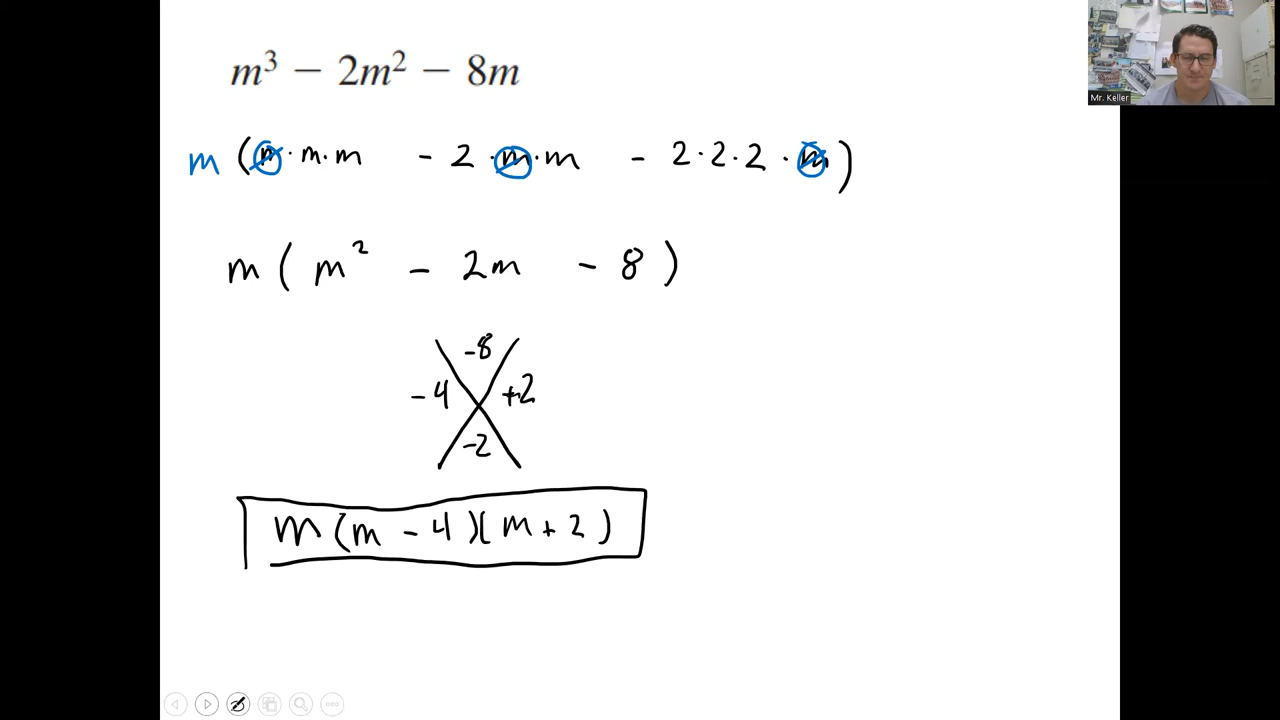 m³ − 2m² − 8m
Mr. Keller
m (m · m · m - 2 · m · m - 2 · 2 · 2 · m)
m ( m² - 2m - 8 )
-8
-4 +2
-2
m (m - 4)(m + 2)